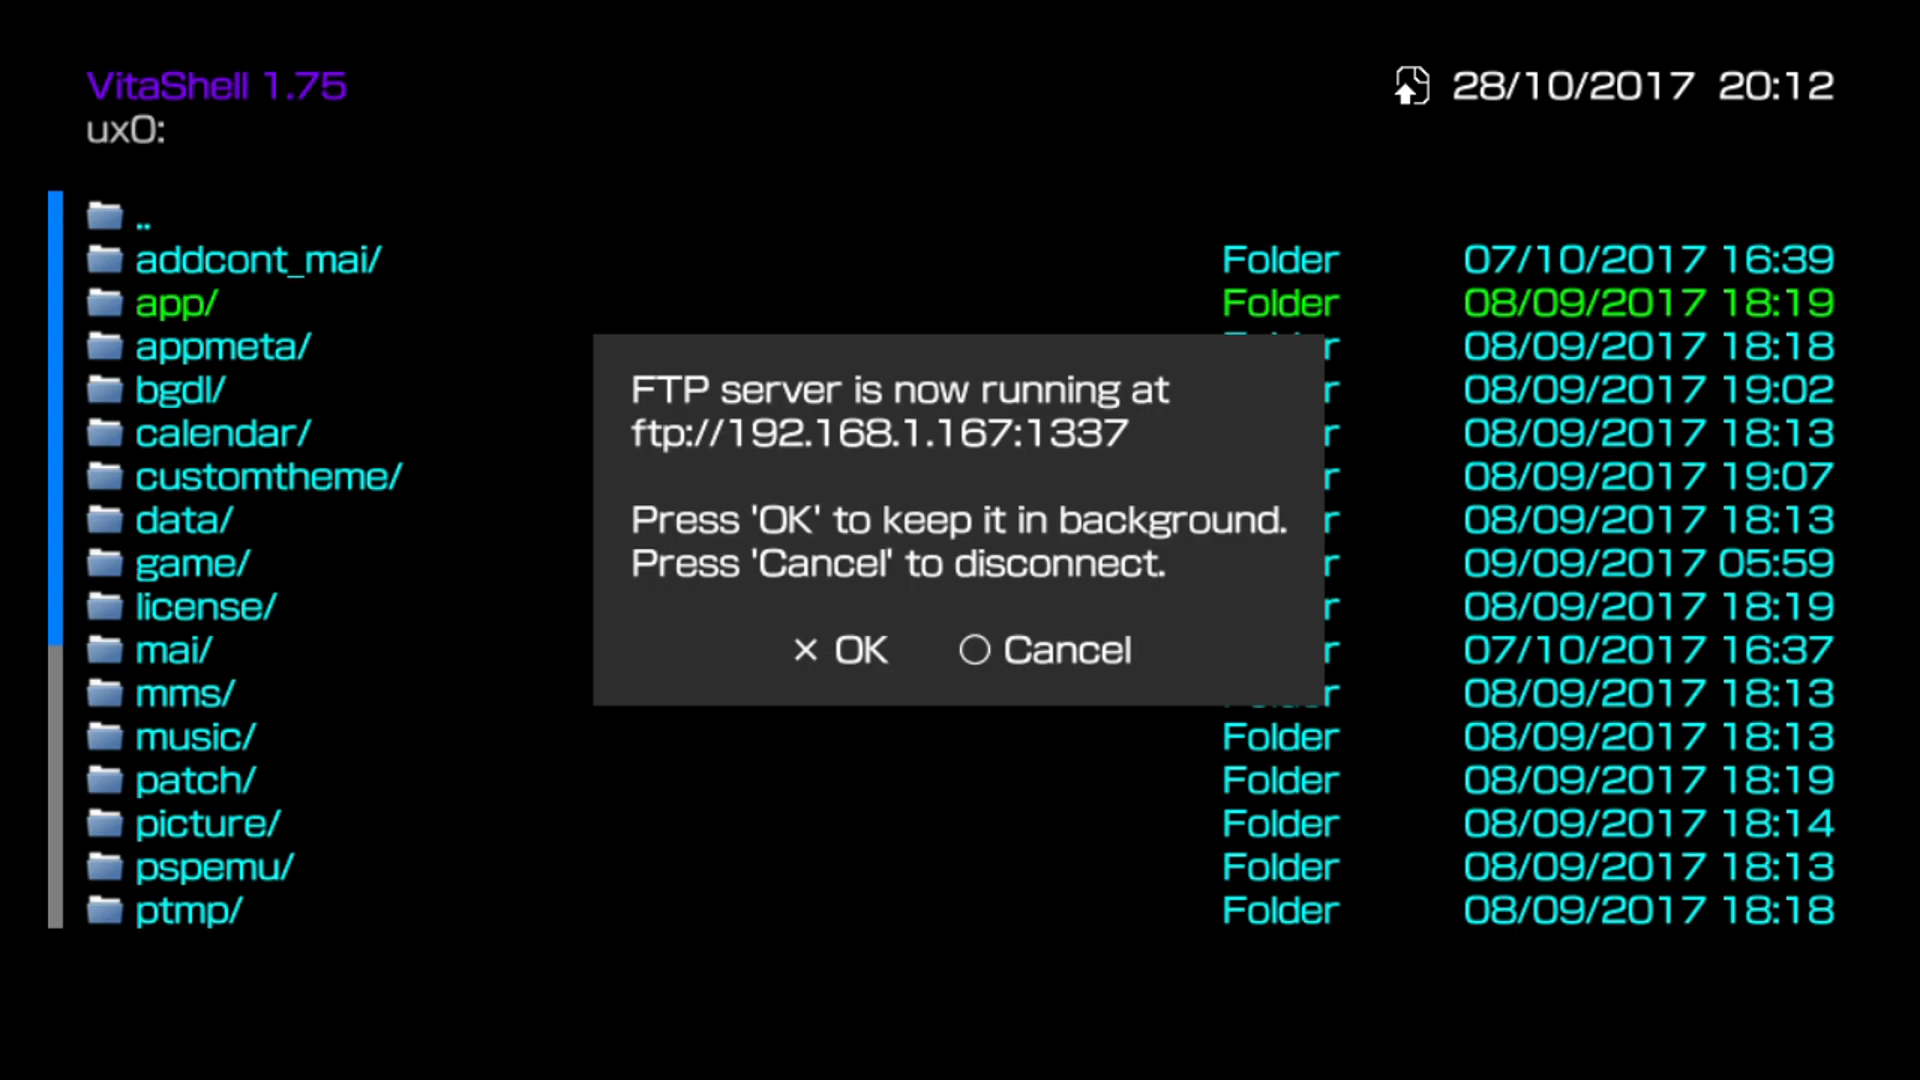 VitaShell 1.75
28/10/2017 20:12
ux0:
..
addcont_mai/ Folder 07/10/2017 16:39
app/ Folder 08/09/2017 18:19
appmeta/ 08/09/2017 18:18
bgdl/ 08/09/2017 19:02
calendar/ 08/09/2017 18:13
customtheme/ 08/09/2017 19:07
data/ 08/09/2017 18:13
game/ 09/09/2017 05:59
license/ 08/09/2017 18:19
mai/ 07/10/2017 16:37
mms/ 08/09/2017 18:13
music/ Folder 08/09/2017 18:13
patch/ Folder 08/09/2017 18:19
picture/ Folder 08/09/2017 18:14
pspemu/ Folder 08/09/2017 18:13
ptmp/ Folder 08/09/2017 18:18
FTP server is now running at
ftp://192.168.1.167:1337
Press 'OK' to keep it in background.
Press 'Cancel' to disconnect.
× OK ○ Cancel